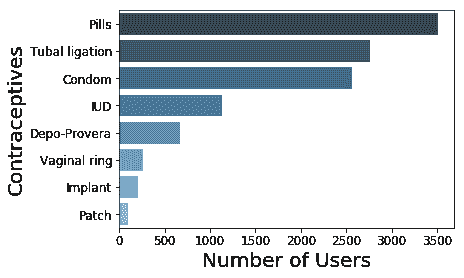 Contraceptives
Pills
Tubal ligation
Condom
IUD
Depo-Provera
Vaginal ring
Implant
Patch
0 500 1000 1500 2000 2500 3000 3500
Number of Users